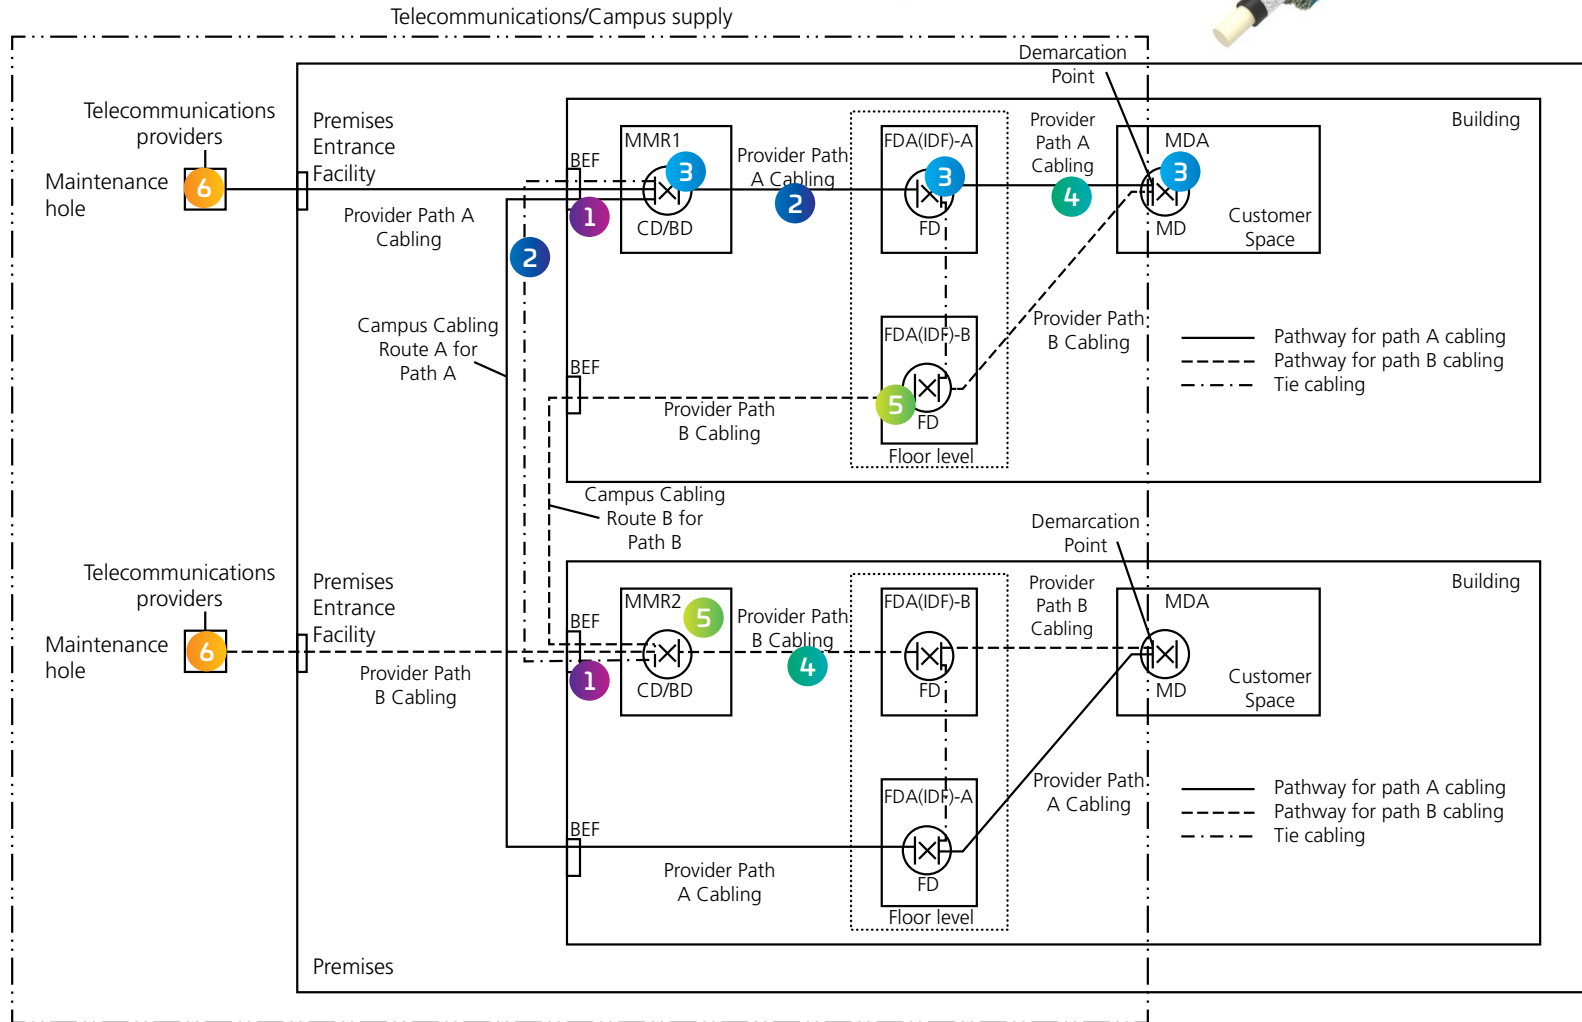 Telecommunications/Campus supply
Demarcation
Point
Telecommunications
providers
Maintenance
hole
6
Premises
Entrance
Facility
Provider Path A
Cabling
BEF
1
2
MMR1
3
CD/BD
Provider Path
A Cabling
2
FDA(IDF)-A
3
FD
Provider
Path A
Cabling
4
MDA
3
MD
Customer
Space
Building
Campus Cabling
Route A for
Path A
BEF
Provider Path
B Cabling
FDA(IDF)-B
5
FD
Floor level
Provider Path
B Cabling
Pathway for path A cabling
Pathway for path B cabling
Tie cabling
Campus Cabling
Route B for
Path B
Demarcation
Point
Telecommunications
providers
Maintenance
hole
6
Premises
Entrance
Facility
Provider Path
B Cabling
BEF
1
MMR2
5
CD/BD
Provider Path
B Cabling
4
FDA(IDF)-B
FD
Provider
Path B
Cabling
MDA
MD
Customer
Space
Building
BEF
Provider Path
A Cabling
FDA(IDF)-A
FD
Floor level
Provider Path
A Cabling
Pathway for path A cabling
Pathway for path B cabling
Tie cabling
Premises